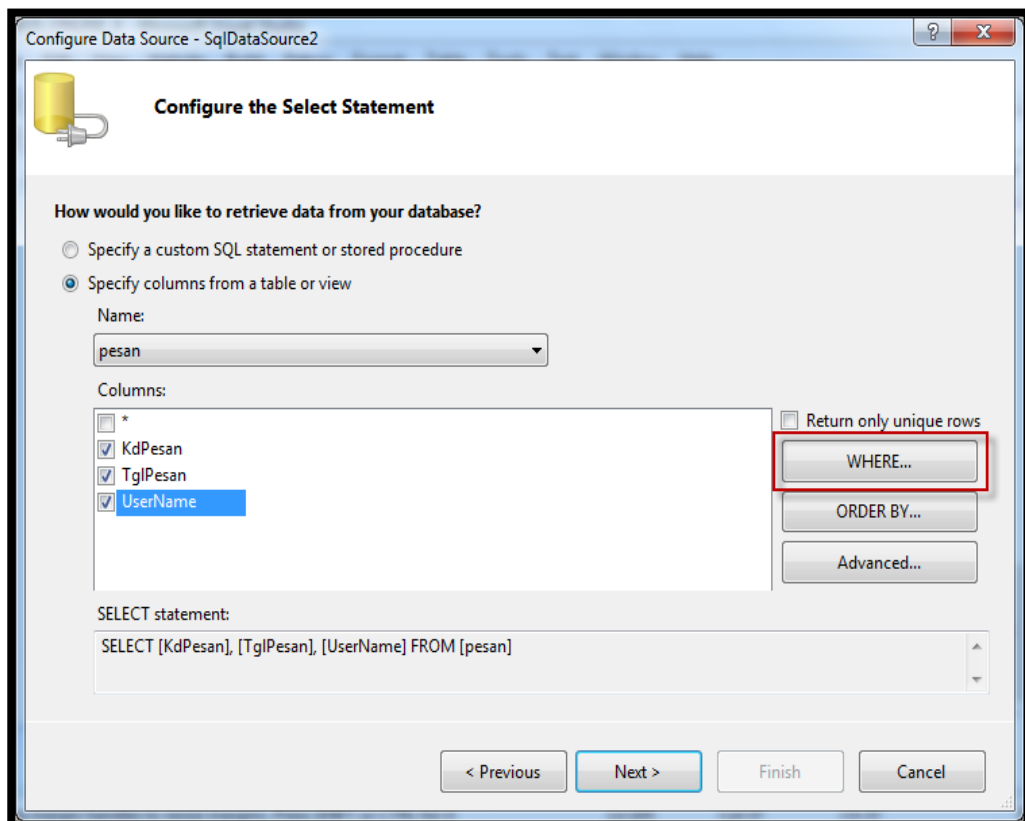 Configure Data Source - SqlDataSource2
Configure the Select Statement
How would you like to retrieve data from your database?
Specify a custom SQL statement or stored procedure
Specify columns from a table or view
Name:
pesan
Columns:
*
KdPesan
TglPesan
UserName
Return only unique rows
WHERE...
ORDER BY...
Advanced...
SELECT statement:
SELECT [KdPesan], [TglPesan], [UserName] FROM [pesan]
< Previous
Next >
Finish
Cancel